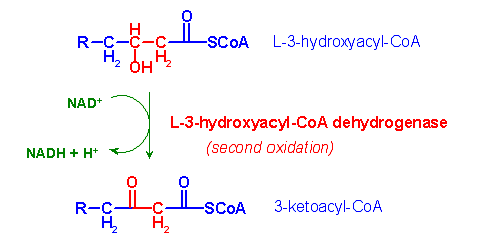 O
H
R—C—C—C—SCoA L-3-hydroxyacyl-CoA
H₂ OH H₂
NAD⁺
L-3-hydroxyacyl-CoA dehydrogenase
NADH + H⁺ (second oxidation)
O O
R—C—C—SCoA 3-ketoacyl-CoA
H₂ H₂